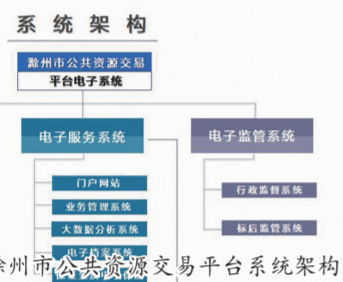 系统架构
滁州市公共资源交易
平台电子系统
电子服务系统
电子监管系统
门户网站
行政监督系统
业务管理系统
大数据分析系统
标后监管系统
电子档案系统
滁州市公共资源交易平台系统架构